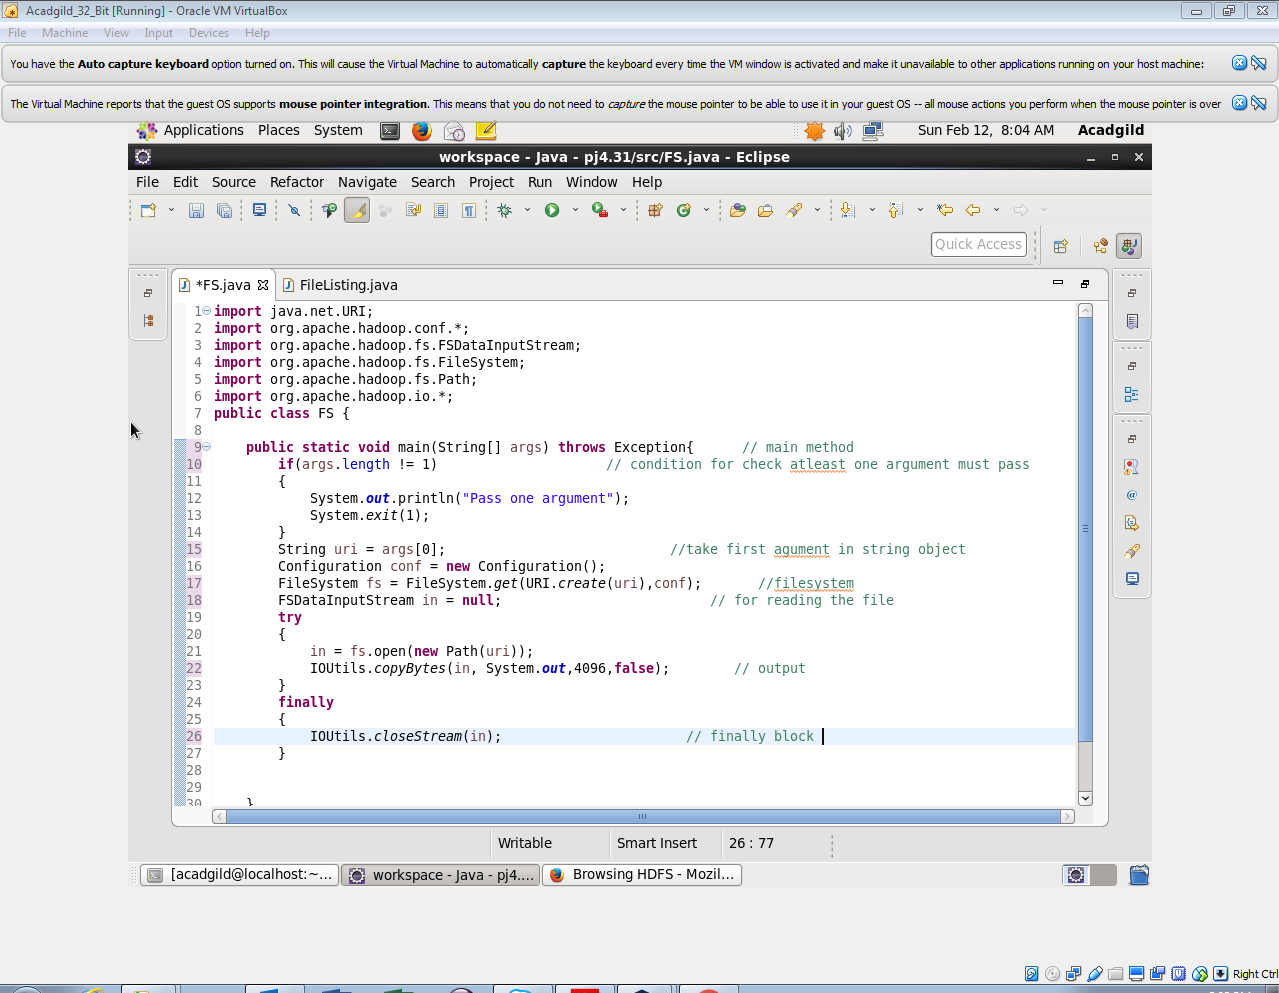 Acadgild_32_Bit [Running] - Oracle VM VirtualBox
File Machine View Input Devices Help
You have the Auto capture keyboard option turned on. This will cause the Virtual Machine to automatically capture the keyboard every time the VM window is activated and make it unavailable to other applications running on your host machine:
The Virtual Machine reports that the guest OS supports mouse pointer integration. This means that you do not need to capture the mouse pointer to be able to use it in your guest OS -- all mouse actions you perform when the mouse pointer is over
Applications Places System Sun Feb 12, 8:04 AM Acadgild
workspace - Java - pj4.31/src/FS.java - Eclipse
File Edit Source Refactor Navigate Search Project Run Window Help
Quick Access
*FS.java FileListing.java
1 import java.net.URI;
2 import org.apache.hadoop.conf.*;
3 import org.apache.hadoop.fs.FSDataInputStream;
4 import org.apache.hadoop.fs.FileSystem;
5 import org.apache.hadoop.fs.Path;
6 import org.apache.hadoop.io.*;
7 public class FS {
8
9 public static void main(String[] args) throws Exception{ // main method
10 if(args.length != 1) // condition for check atleast one argument must pass
11 {
12 System.out.println("Pass one argument");
13 System.exit(1);
14 }
15 String uri = args[0]; //take first agument in string object
16 Configuration conf = new Configuration();
17 FileSystem fs = FileSystem.get(URI.create(uri),conf); //filesystem
18 FSDataInputStream in = null; // for reading the file
19 try
20 {
21 in = fs.open(new Path(uri));
22 IOUtils.copyBytes(in, System.out,4096,false); // output
23 }
24 finally
25 {
26 IOUtils.closeStream(in); // finally block
27 }
28
29
30 }
Writable Smart Insert 26 : 77
[acadgild@localhost:~... workspace - Java - pj4.... Browsing HDFS - Mozil...
Right Ctrl